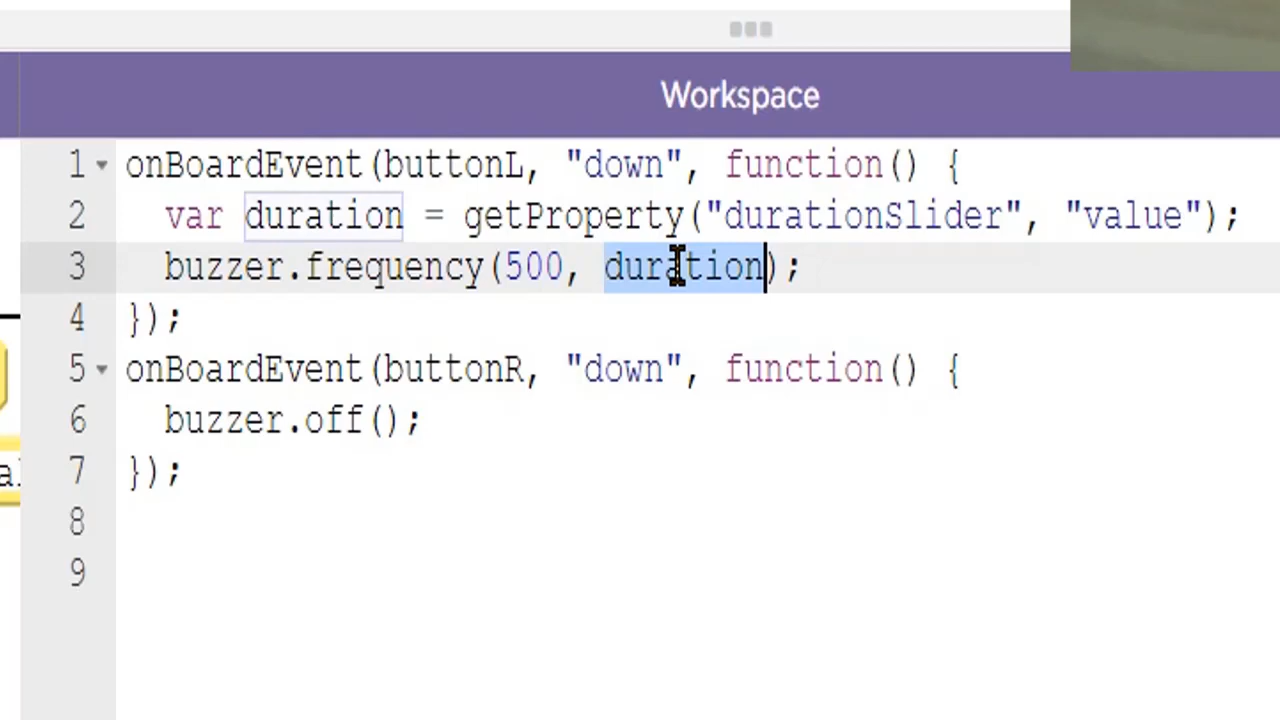 Workspace
1 onBoardEvent(buttonL, "down", function() {
2 var duration = getProperty("durationSlider", "value");
3 buzzer.frequency(500, duration);
4 });
5 onBoardEvent(buttonR, "down", function() {
6 buzzer.off();
7 });
8
9